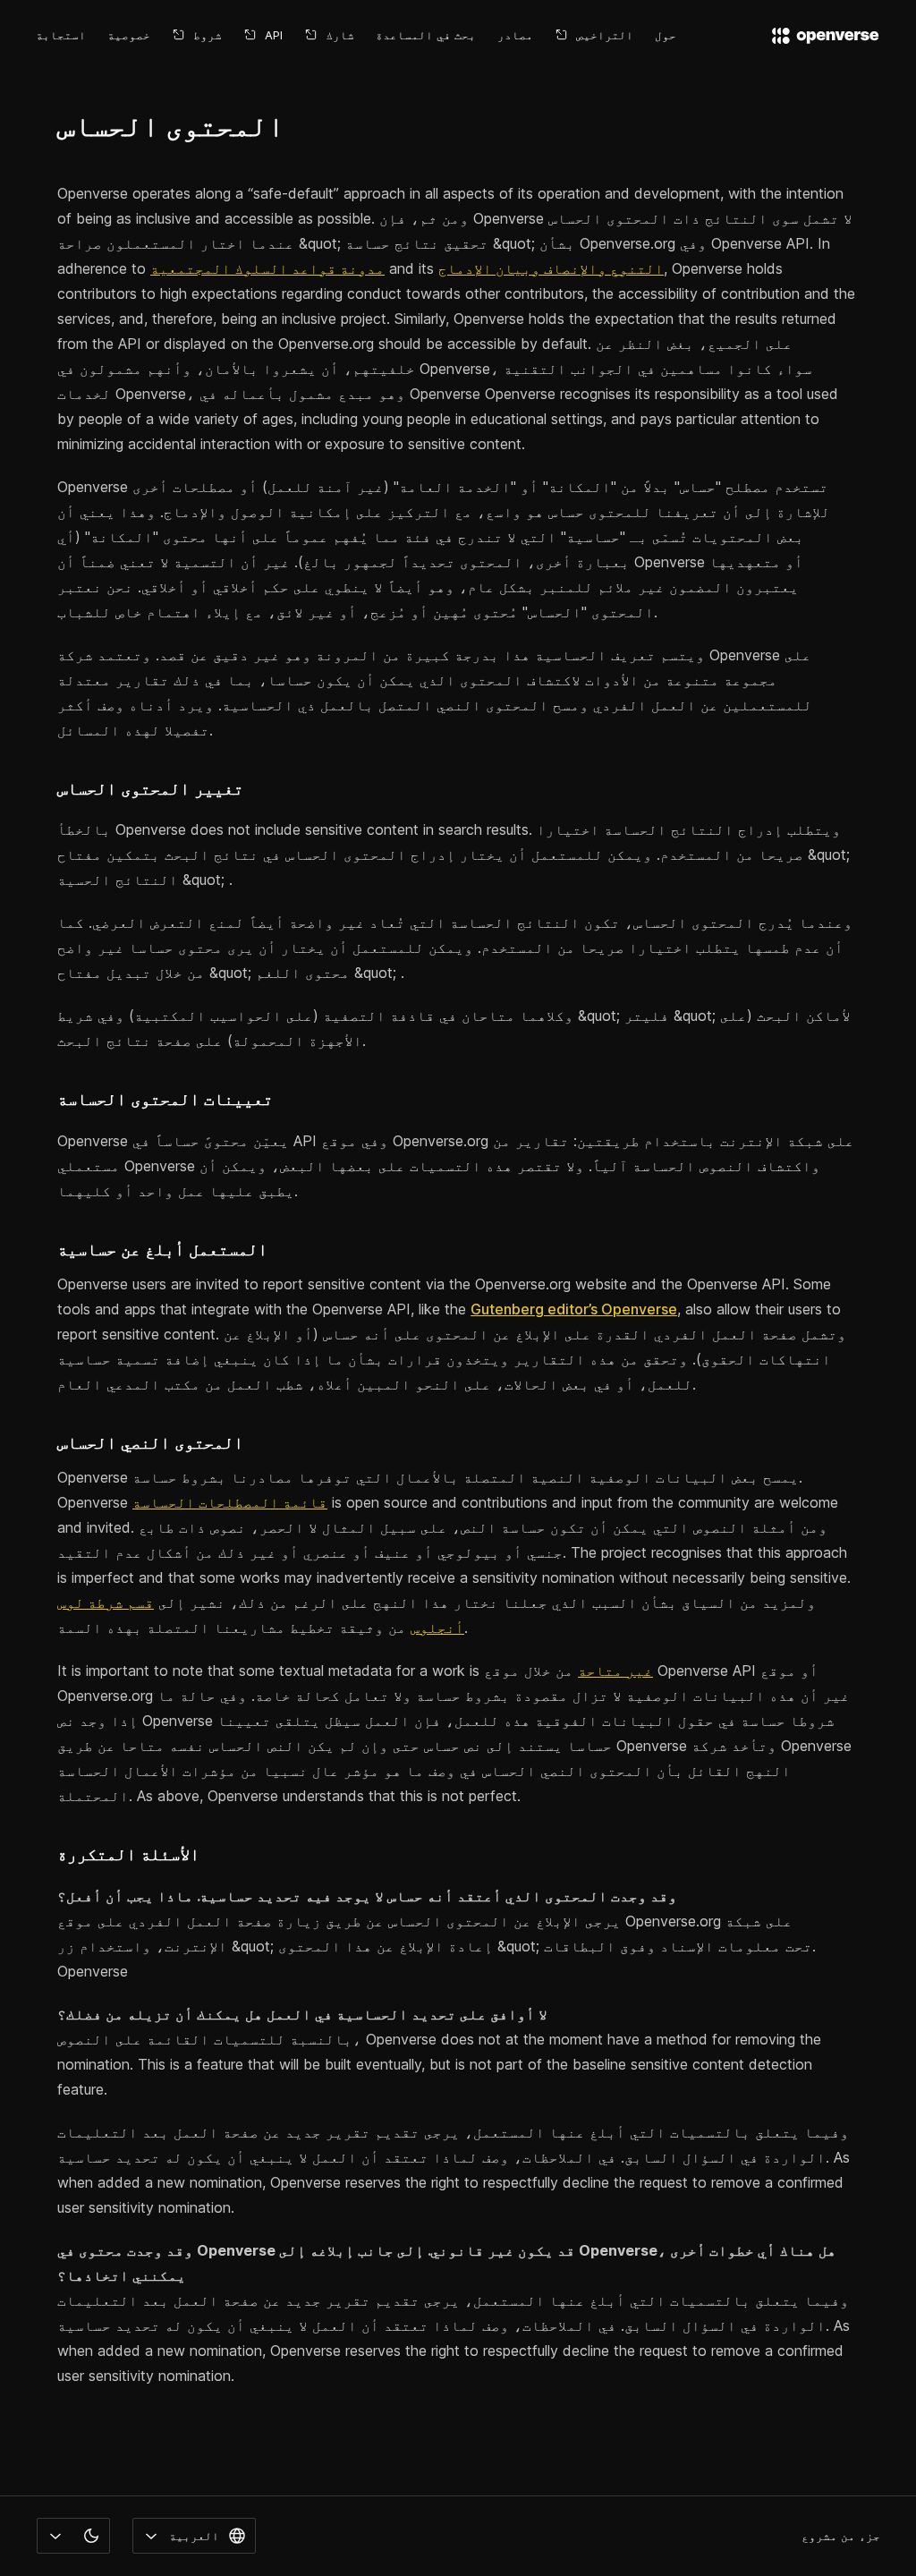 openverse
حول
التراخيص
مصادر
بحث في المساعدة
شارك
API
شروط
خصوصية
استجابة
المحتوى الحساس
Openverse operates along a “safe-default” approach in all aspects of its operation and development, with the intention
of being as inclusive and accessible as possible. ومن ثم، فإن Openverse لا تشمل سوى النتائج ذات المحتوى الحساس
عندما اختار المستعملون صراحة &quot; تحقيق نتائج حساسة &quot; بشأن Openverse.org وفي Openverse API. In
adherence to مدونة قواعد السلوك المجتمعية and its التنوع والإنصاف وبيان الإدماج, Openverse holds
contributors to high expectations regarding conduct towards other contributors, the accessibility of contribution and the
services, and, therefore, being an inclusive project. Similarly, Openverse holds the expectation that the results returned
from the API or displayed on the Openverse.org should be accessible by default. على الجميع، بغض النظر عن
خلفيتهم، أن يشعروا بالأمان، وأنهم مشمولون في Openverse، سواء كانوا مساهمين في الجوانب التقنية
لخدمات Openverse، وهو مبدع مشمول بأعماله في Openverse Openverse recognises its responsibility as a tool used
by people of a wide variety of ages, including young people in educational settings, and pays particular attention to
minimizing accidental interaction with or exposure to sensitive content.
Openverse تستخدم مصطلح "حساس" بدلاً من "المكانة" أو "الخدمة العامة" (غير آمنة للعمل) أو مصطلحات أخرى
للإشارة إلى أن تعريفنا للمحتوى حساس هو واسع، مع التركيز على إمكانية الوصول والإدماج. وهذا يعني أن
بعض المحتويات تُسمّى بـ "حساسية" التي لا تندرج في فئة مما يُفهم عموماً على أنها محتوى "المكانة" (أي
بعبارة أخرى، المحتوى تحديداً لجمهور بالغ). غير أن التسمية لا تعني ضمناً أن Openverse أو متعهديها
يعتبرون المضمون غير ملائم للمنبر بشكل عام، وهو أيضاً لا ينطوي على حكم أخلاقي أو أخلاقي. نحن نعتبر
المحتوى "الحساس" مُحتوى مُهين أو مُزعج، أو غير لائق، مع إيلاء اهتمام خاص للشباب.
ويتسم تعريف الحساسية هذا بدرجة كبيرة من المرونة وهو غير دقيق عن قصد. وتعتمد شركة Openverse على
مجموعة متنوعة من الأدوات لاكتشاف المحتوى الذي يمكن أن يكون حساسا، بما في ذلك تقارير معتدلة
للمستعملين عن العمل الفردي ومسح المحتوى النصي المتصل بالعمل ذي الحساسية. ويرد أدناه وصف أكثر
تفصيلا لهذه المسائل.
تغيير المحتوى الحساس
بالخطأ Openverse does not include sensitive content in search results. ويتطلب إدراج النتائج الحساسة اختيارا
صريحا من المستخدم. ويمكن للمستعمل أن يختار إدراج المحتوى الحساس في نتائج البحث بتمكين مفتاح &quot;
النتائج الحسية &quot; .
وعندما يُدرج المحتوى الحساس، تكون النتائج الحساسة التي تُعاد غير واضحة أيضاً لمنع التعرض العرضي. كما
أن عدم طمسها يتطلب اختيارا صريحا من المستخدم. ويمكن للمستعمل أن يختار أن يرى محتوى حساسا غير واضح
من خلال تبديل مفتاح &quot; محتوى اللغم &quot; .
وكلاهما متاحان في قاذفة التصفية (على الحواسيب المكتبية) وفي شريط &quot; فليتر &quot; لأماكن البحث (على
الأجهزة المحمولة) على صفحة نتائج البحث.
تعيينات المحتوى الحساسة
Openverse يعيّن محتوىً حساساً في API وفي موقع Openverse.org على شبكة الإنترنت باستخدام طريقتين: تقارير من
مستعملي Openverse واكتشاف النصوص الحساسة آلياً. ولا تقتصر هذه التسميات على بعضها البعض، ويمكن أن
يطبق عليها عمل واحد أو كليهما.
المستعمل أبلغ عن حساسية
Openverse users are invited to report sensitive content via the Openverse.org website and the Openverse API. Some
tools and apps that integrate with the Openverse API, like the Gutenberg editor’s Openverse, also allow their users to
report sensitive content. وتشمل صفحة العمل الفردي القدرة على الإبلاغ عن المحتوى على أنه حساس (أو الإبلاغ عن
انتهاكات الحقوق). وتحقق من هذه التقارير ويتخذون قرارات بشأن ما إذا كان ينبغي إضافة تسمية حساسية
للعمل، أو في بعض الحالات، على النحو المبين أعلاه، شطب العمل من مكتب المدعي العام.
المحتوى النصي الحساس
Openverse يمسح بعض البيانات الوصفية النصية المتصلة بالأعمال التي توفرها مصادرنا بشروط حساسة.
Openverse قائمة المصطلحات الحساسة is open source and contributions and input from the community are welcome
and invited. ومن أمثلة النصوص التي يمكن أن تكون حساسة النص، على سبيل المثال لا الحصر، نصوص ذات طابع
جنسي أو بيولوجي أو عنيف أو عنصري أو غير ذلك من أشكال عدم التقيد. The project recognises that this approach
is imperfect and that some works may inadvertently receive a sensitivity nomination without necessarily being sensitive.
ولمزيد من السياق بشأن السبب الذي جعلنا نختار هذا النهج على الرغم من ذلك، نشير إلى قسم شرطة لوس
أنجلوس من وثيقة تخطيط مشاريعنا المتصلة بهذه السمة.
It is important to note that some textual metadata for a work is غير متاحة من خلال موقع Openverse API أو موقع
Openverse.org غير أن هذه البيانات الوصفية لا تزال مقصودة بشروط حساسة ولا تعامل كحالة خاصة. وفي حالة ما
إذا وجد نص Openverse شروطا حساسة في حقول البيانات الفوقية هذه للعمل، فإن العمل سيظل يتلقى تعيينا
حساسا يستند إلى نص حساس حتى وإن لم يكن النص الحساس نفسه متاحا عن طريق Openverse وتأخذ شركة Openverse
النهج القائل بأن المحتوى النصي الحساس في وصف ما هو مؤشر عال نسبيا من مؤشرات الأعمال الحساسة
المحتملة. As above, Openverse understands that this is not perfect.
الأسئلة المتكررة
وقد وجدت المحتوى الذي أعتقد أنه حساس لا يوجد فيه تحديد حساسية. ماذا يجب أن أفعل؟
يرجى الإبلاغ عن المحتوى الحساس عن طريق زيارة صفحة العمل الفردي على موقع Openverse.org على شبكة
الإنترنت، واستخدام زر &quot; إعادة الإبلاغ عن هذا المحتوى &quot; تحت معلومات الإسناد وفوق البطاقات.
Openverse
لا أوافق على تحديد الحساسية في العمل هل يمكنك أن تزيله من فضلك؟
بالنسبة للتسميات القائمة على النصوص، Openverse does not at the moment have a method for removing the
nomination. This is a feature that will be built eventually, but is not part of the baseline sensitive content detection
feature.
وفيما يتعلق بالتسميات التي أبلغ عنها المستعمل، يرجى تقديم تقرير جديد عن صفحة العمل بعد التعليمات
الواردة في السؤال السابق. في الملاحظات، وصف لماذا تعتقد أن العمل لا ينبغي أن يكون له تحديد حساسية. As
when added a new nomination, Openverse reserves the right to respectfully decline the request to remove a confirmed
user sensitivity nomination.
وقد وجدت محتوى في Openverse قد يكون غير قانوني. إلى جانب إبلاغه إلى Openverse، هل هناك أي خطوات أخرى
يمكنني اتخاذها؟
وفيما يتعلق بالتسميات التي أبلغ عنها المستعمل، يرجى تقديم تقرير جديد عن صفحة العمل بعد التعليمات
الواردة في السؤال السابق. في الملاحظات، وصف لماذا تعتقد أن العمل لا ينبغي أن يكون له تحديد حساسية. As
when added a new nomination, Openverse reserves the right to respectfully decline the request to remove a confirmed
user sensitivity nomination.
جزء من مشروع
العربية